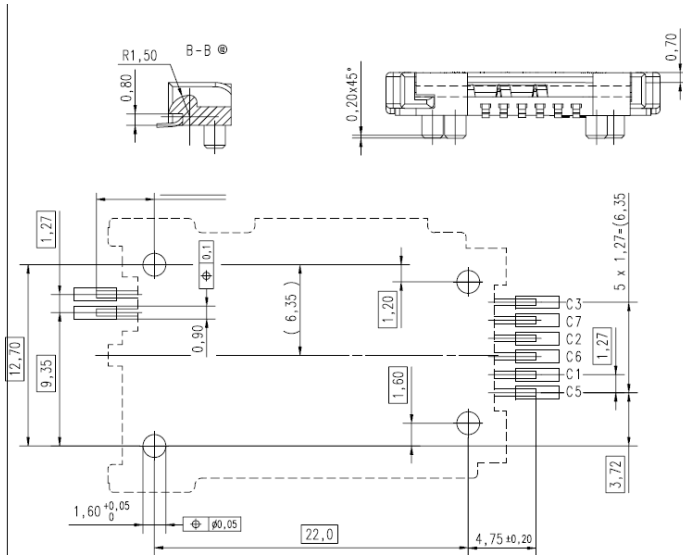 B-B ⊕
R1,50
0,80
0,20x45°
0,70
1,27
⌖ 0,1
( 6,35 )
1,20
5 x 1,27=(6,35
12,70
9,35
0,90
C3
C7
C2
C6
C1
C5
1,27
1,60
3,72
1,60 +0,05 0
⌖ ø0,05
22,0
4,75 ±0,20